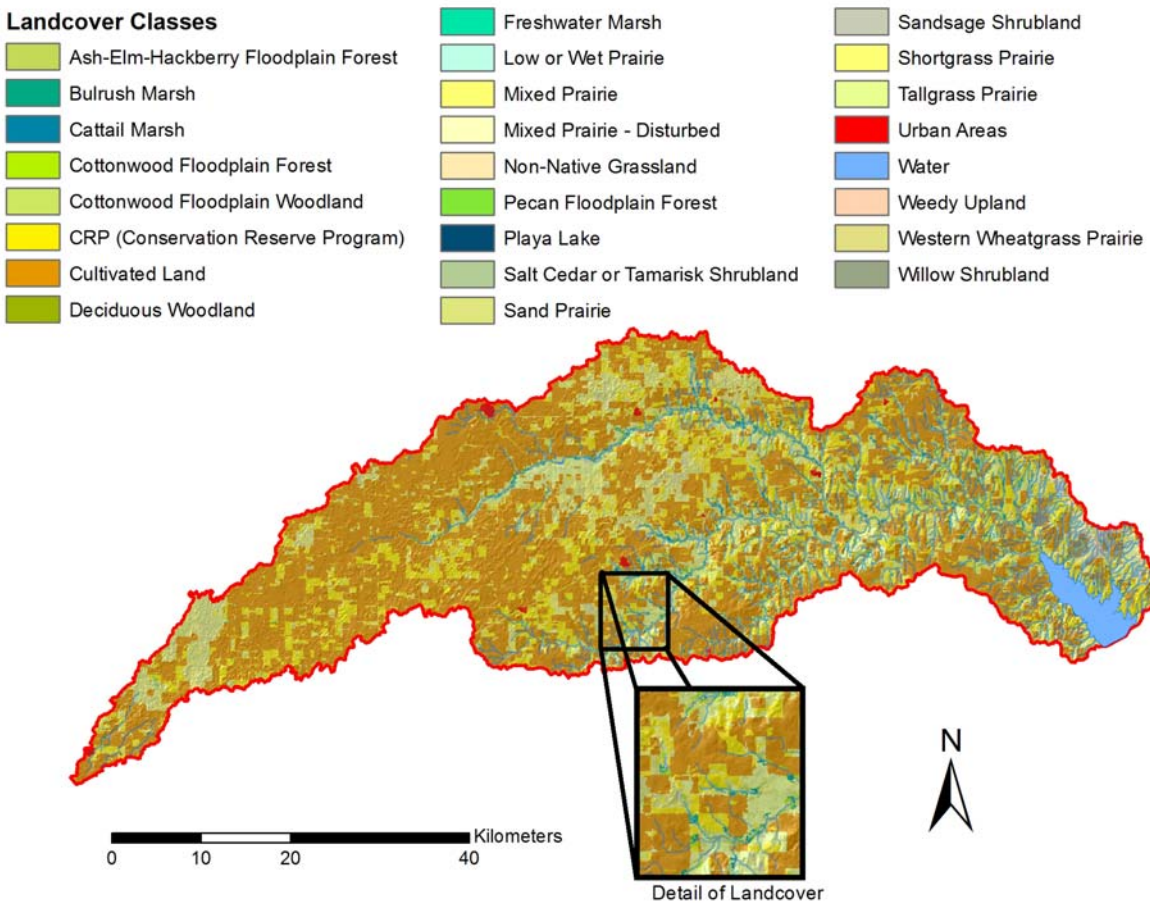 Landcover Classes
Ash-Elm-Hackberry Floodplain Forest
Bulrush Marsh
Cattail Marsh
Cottonwood Floodplain Forest
Cottonwood Floodplain Woodland
CRP (Conservation Reserve Program)
Cultivated Land
Deciduous Woodland
Freshwater Marsh
Low or Wet Prairie
Mixed Prairie
Mixed Prairie - Disturbed
Non-Native Grassland
Pecan Floodplain Forest
Playa Lake
Salt Cedar or Tamarisk Shrubland
Sand Prairie
Sandsage Shrubland
Shortgrass Prairie
Tallgrass Prairie
Urban Areas
Water
Weedy Upland
Western Wheatgrass Prairie
Willow Shrubland
N
Kilometers
0 10 20 40
Detail of Landcover